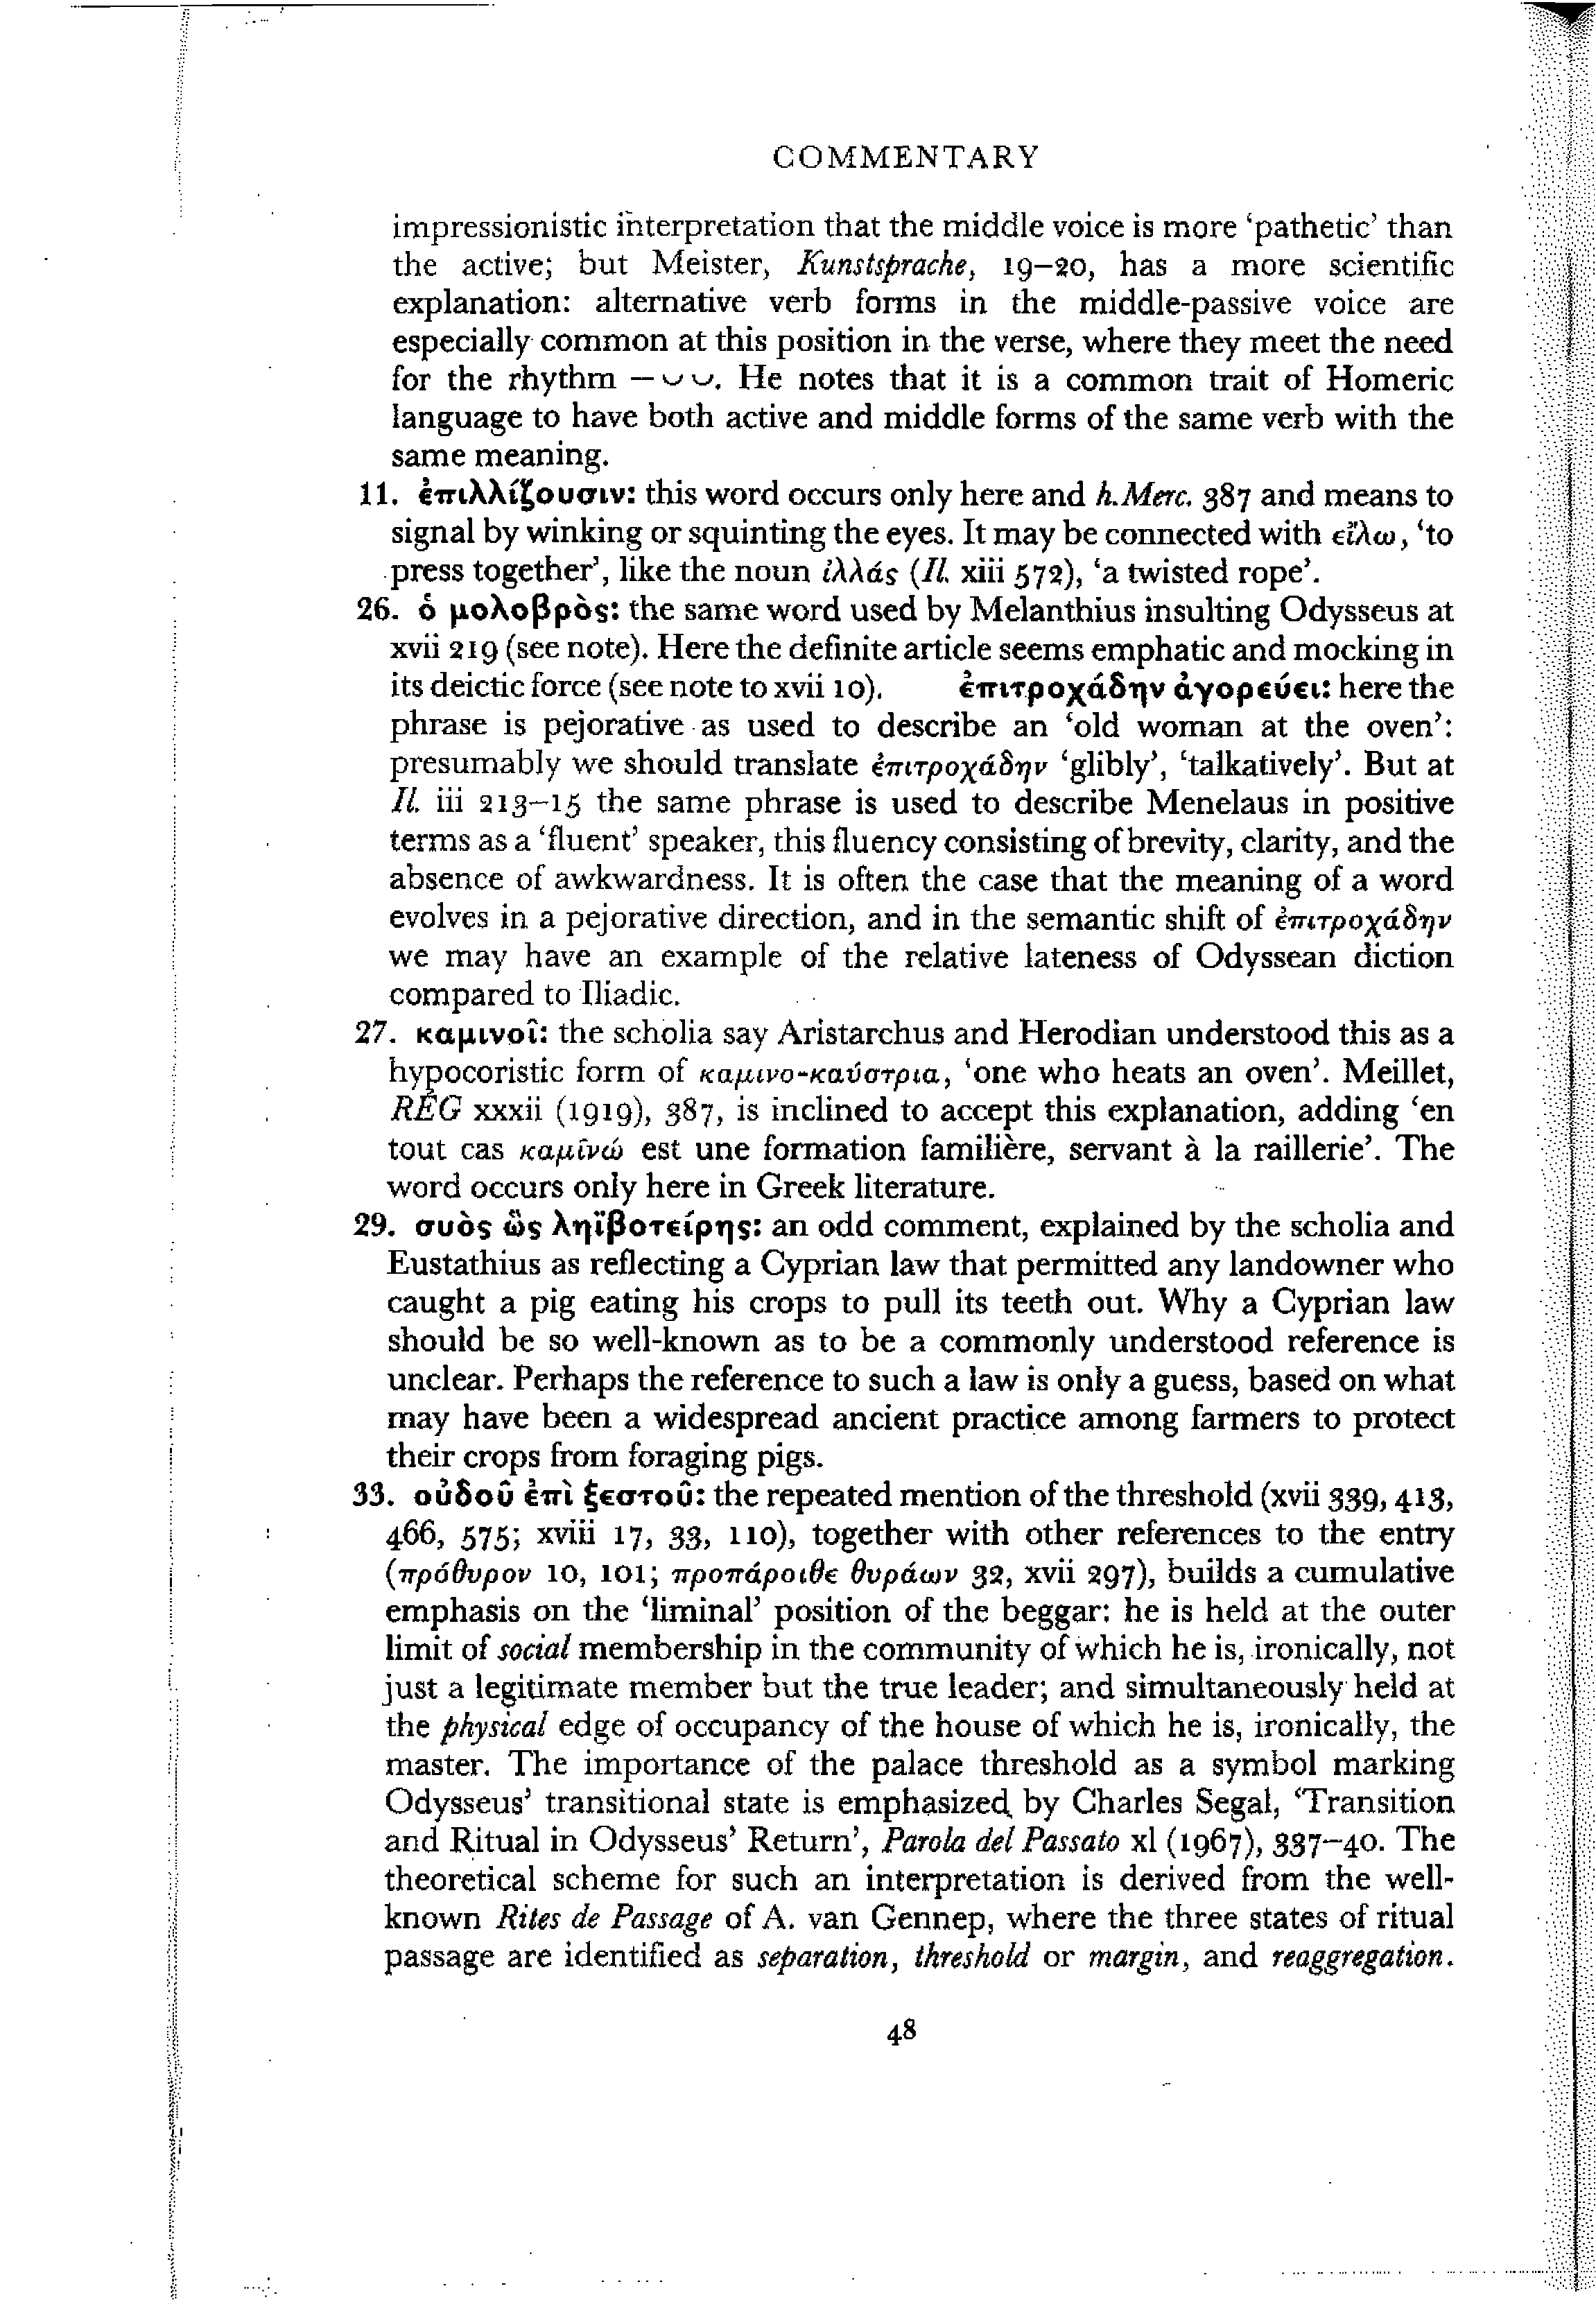 COMMENTARY
impressionistic interpretation that the middle voice is more ‘pathetic’ than
the active; but Meister, Kunstsprache, 19–20, has a more scientific
explanation: alternative verb forms in the middle-passive voice are
especially common at this position in the verse, where they meet the need
for the rhythm – ⏑ ⏑. He notes that it is a common trait of Homeric
language to have both active and middle forms of the same verb with the
same meaning.
11. ἐπιλλίζουσιν: this word occurs only here and h.Merc. 387 and means to
signal by winking or squinting the eyes. It may be connected with εἴλω, ‘to
press together’, like the noun ἰλλάς (Il. xiii 572), ‘a twisted rope’.
26. ὁ μολοβρὸς: the same word used by Melanthius insulting Odysseus at
xvii 219 (see note). Here the definite article seems emphatic and mocking in
its deictic force (see note to xvii 10). ἐπιτροχάδην ἀγορεύει: here the
phrase is pejorative as used to describe an ‘old woman at the oven’:
presumably we should translate ἐπιτροχάδην ‘glibly’, ‘talkatively’. But at
Il. iii 213–15 the same phrase is used to describe Menelaus in positive
terms as a ‘fluent’ speaker, this fluency consisting of brevity, clarity, and the
absence of awkwardness. It is often the case that the meaning of a word
evolves in a pejorative direction, and in the semantic shift of ἐπιτροχάδην
we may have an example of the relative lateness of Odyssean diction
compared to Iliadic.
27. καμινοῖ: the scholia say Aristarchus and Herodian understood this as a
hypocoristic form of καμινο-καύστρια, ‘one who heats an oven’. Meillet,
RÉG xxxii (1919), 387, is inclined to accept this explanation, adding ‘en
tout cas καμῑνώ est une formation familière, servant à la raillerie’. The
word occurs only here in Greek literature.
29. συὸς ὣς ληϊβοτείρης: an odd comment, explained by the scholia and
Eustathius as reflecting a Cyprian law that permitted any landowner who
caught a pig eating his crops to pull its teeth out. Why a Cyprian law
should be so well-known as to be a commonly understood reference is
unclear. Perhaps the reference to such a law is only a guess, based on what
may have been a widespread ancient practice among farmers to protect
their crops from foraging pigs.
33. οὐδοῦ ἐπὶ ξεστοῦ: the repeated mention of the threshold (xvii 339, 413,
466, 575; xviii 17, 33, 110), together with other references to the entry
(πρόθυρον 10, 101; προπάροιθε θυράων 32, xvii 297), builds a cumulative
emphasis on the ‘liminal’ position of the beggar: he is held at the outer
limit of social membership in the community of which he is, ironically, not
just a legitimate member but the true leader; and simultaneously held at
the physical edge of occupancy of the house of which he is, ironically, the
master. The importance of the palace threshold as a symbol marking
Odysseus’ transitional state is emphasized by Charles Segal, ‘Transition
and Ritual in Odysseus’ Return’, Parola del Passato xl (1967), 337–40. The
theoretical scheme for such an interpretation is derived from the well-
known Rites de Passage of A. van Gennep, where the three states of ritual
passage are identified as separation, threshold or margin, and reaggregation.
48